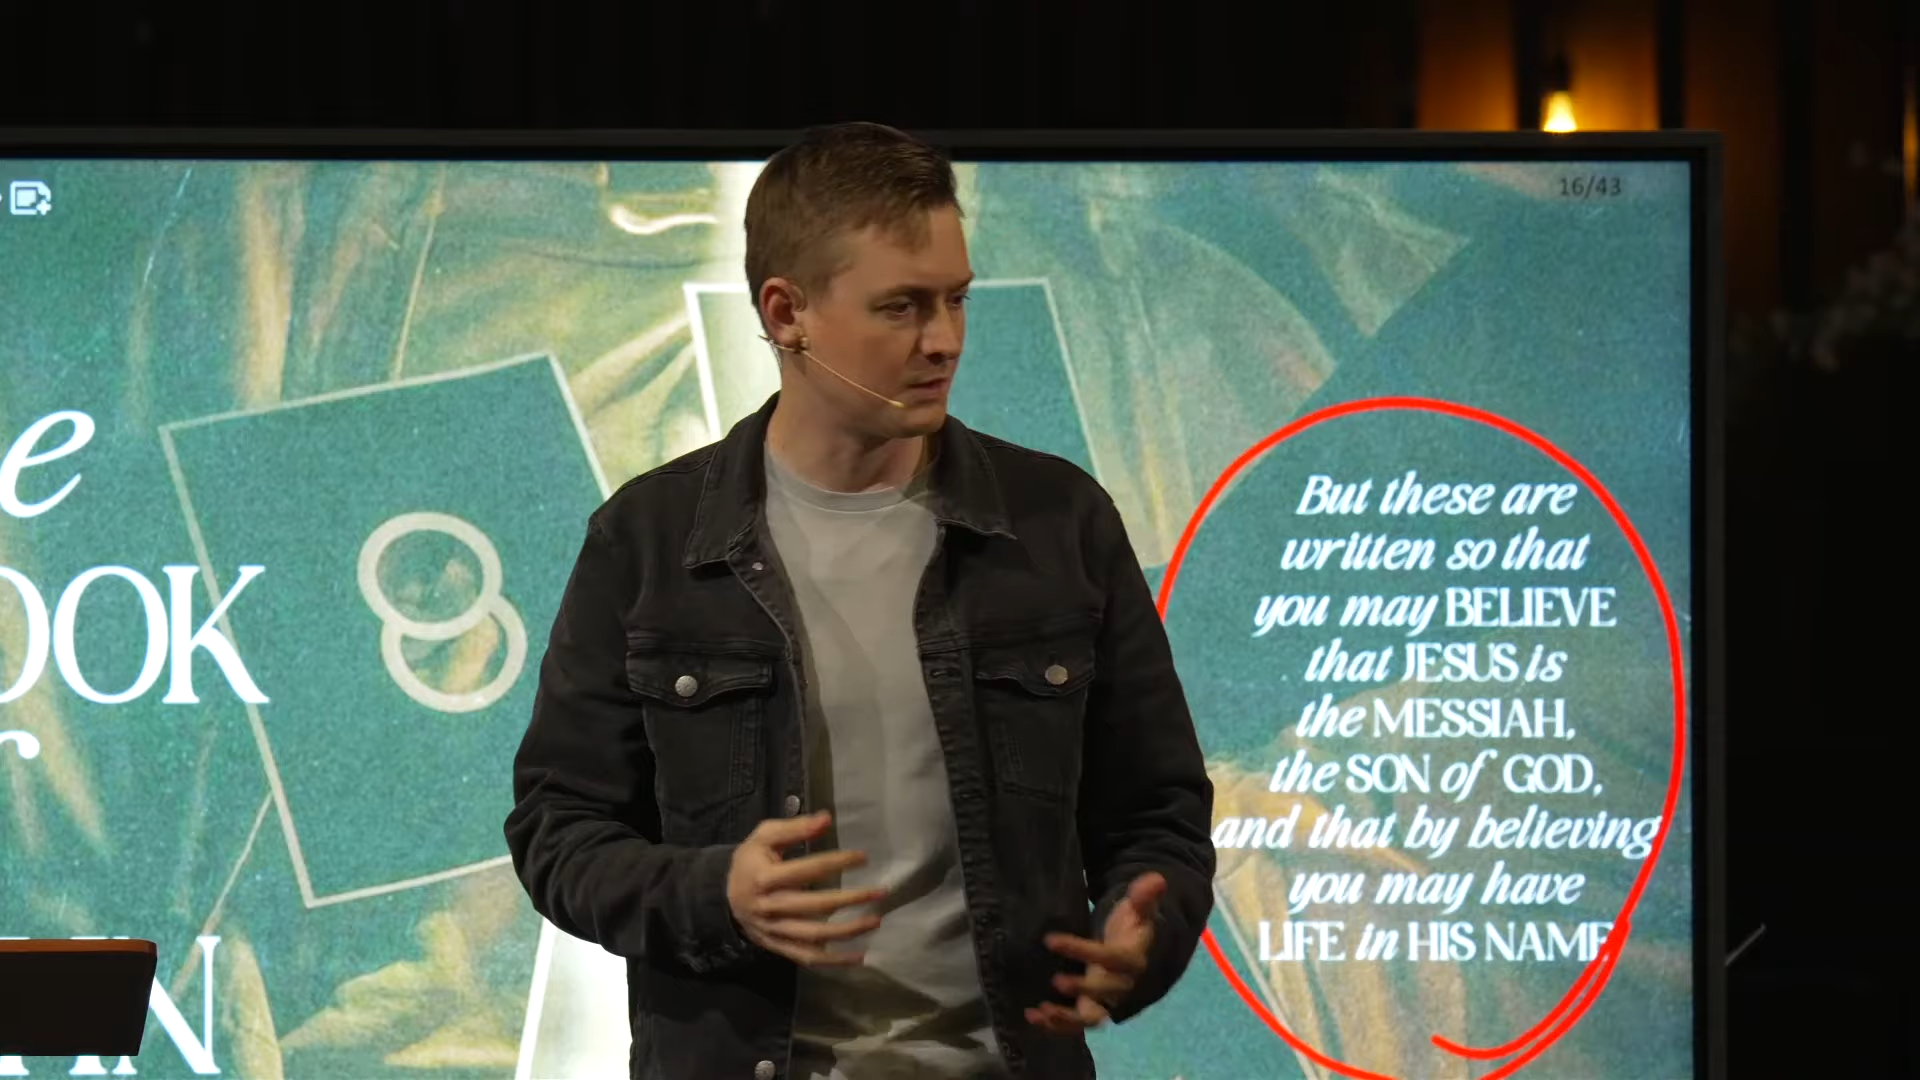 16/43
But these are
written so that
you may BELIEVE
that JESUS is
the MESSIAH,
the SON of GOD,
and that by believing
you may have
LIFE in HIS NAME